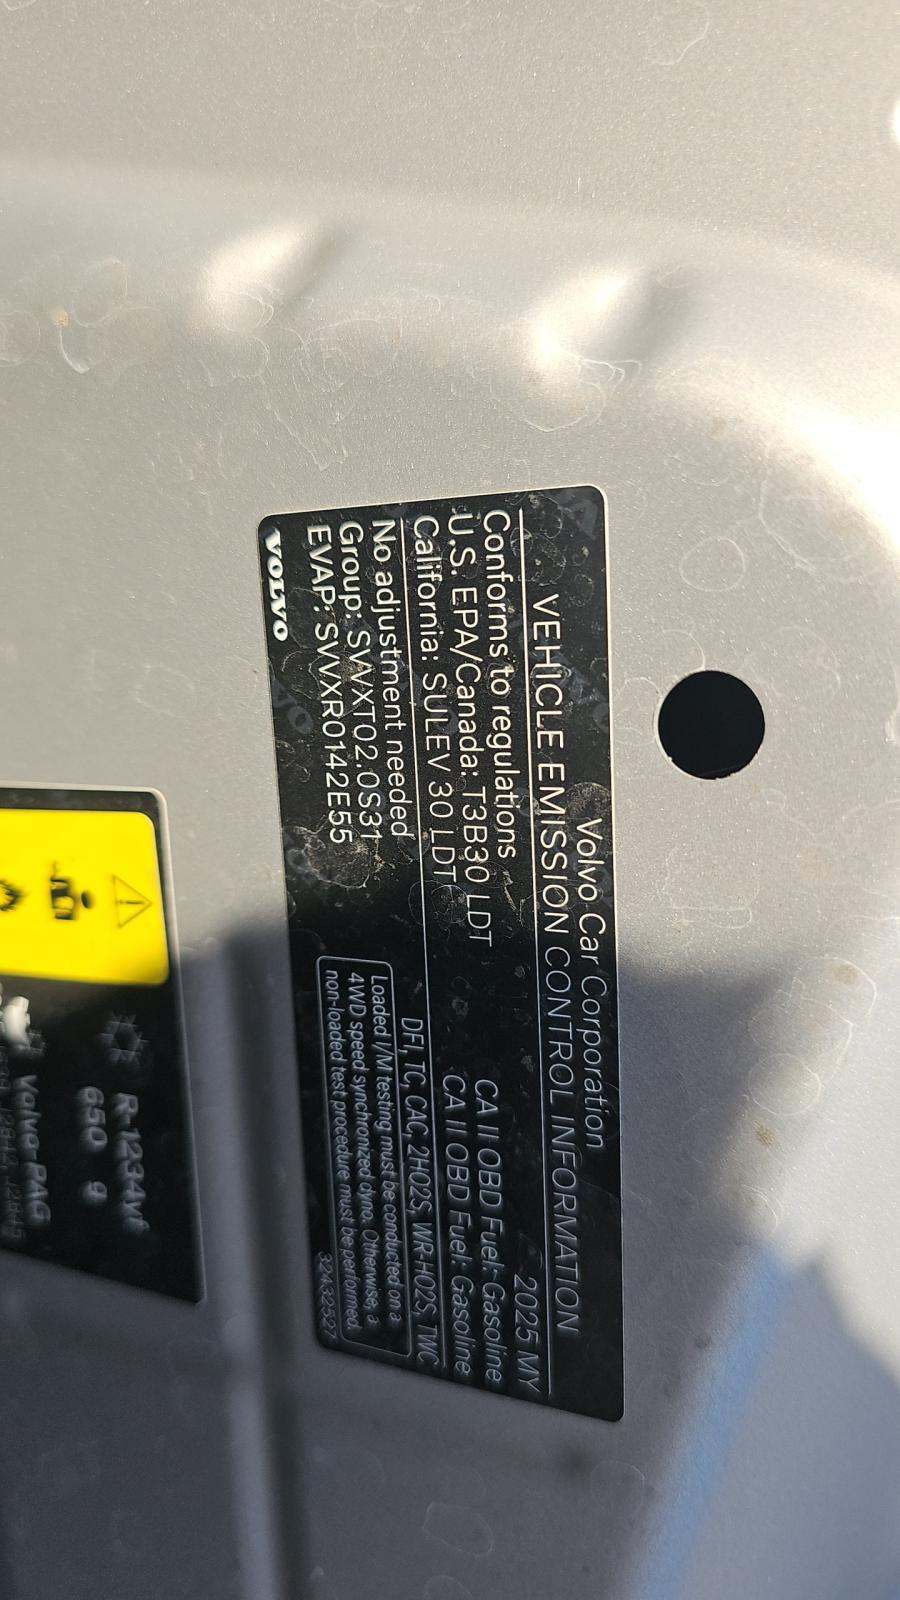 Volvo Car Corporation
VEHICLE EMISSION CONTROL INFORMATION
Conforms to regulations 2025 MY
U.S. EPA/Canada: T3B30 LDT CA II OBD Fuel: Gasoline
California: SULEV 30 LDT CA II OBD Fuel: Gasoline
No adjustment needed DFI, TC, CAC, 2HO2S, WR-HO2S, TWC
Group: SVVXT02.0S31
EVAP: SVVXR0142E55
Loaded I/M testing must be conducted on a
4WD speed synchronized dyno. Otherwise, a
non-loaded test procedure must be performed.
VOLVO
32432527
R-1234yf
650 g
Volvo PAG